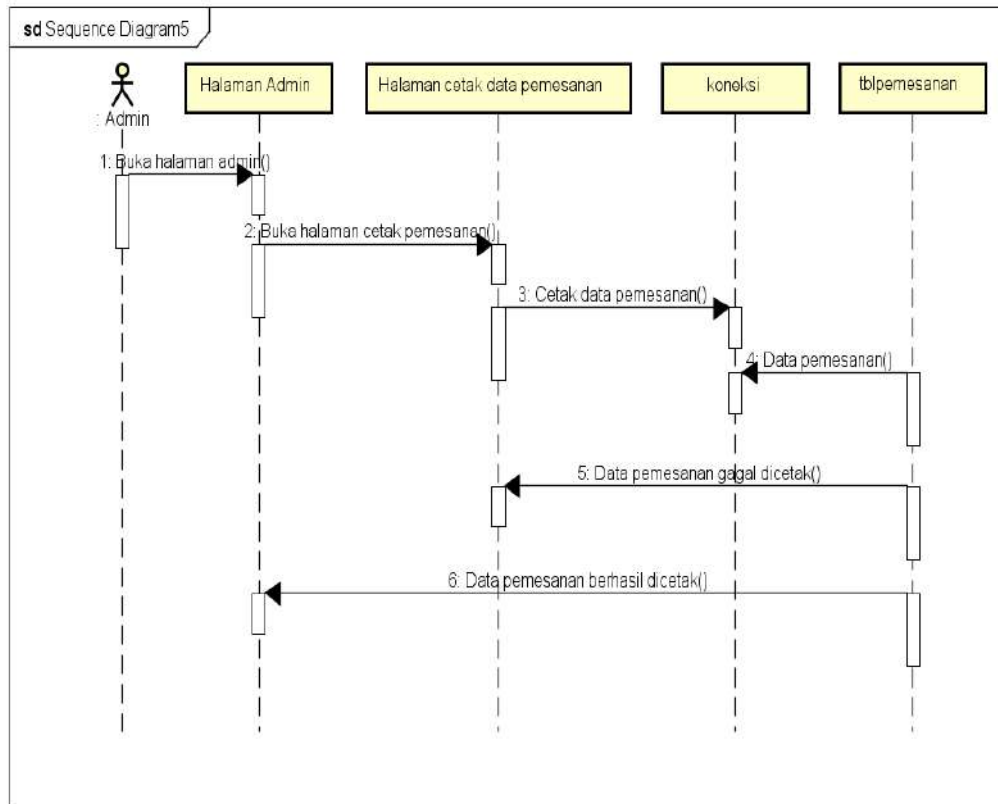 sd Sequence Diagram5
Halaman Admin
Halaman cetak data pemesanan
koneksi
tblpemesanan
: Admin
1: Buka halaman admin()
2: Buka halaman cetak pemesanan()
3: Cetak data pemesanan()
4: Data pemesanan()
5: Data pemesanan gagal dicetak()
6: Data pemesanan berhasil dicetak()